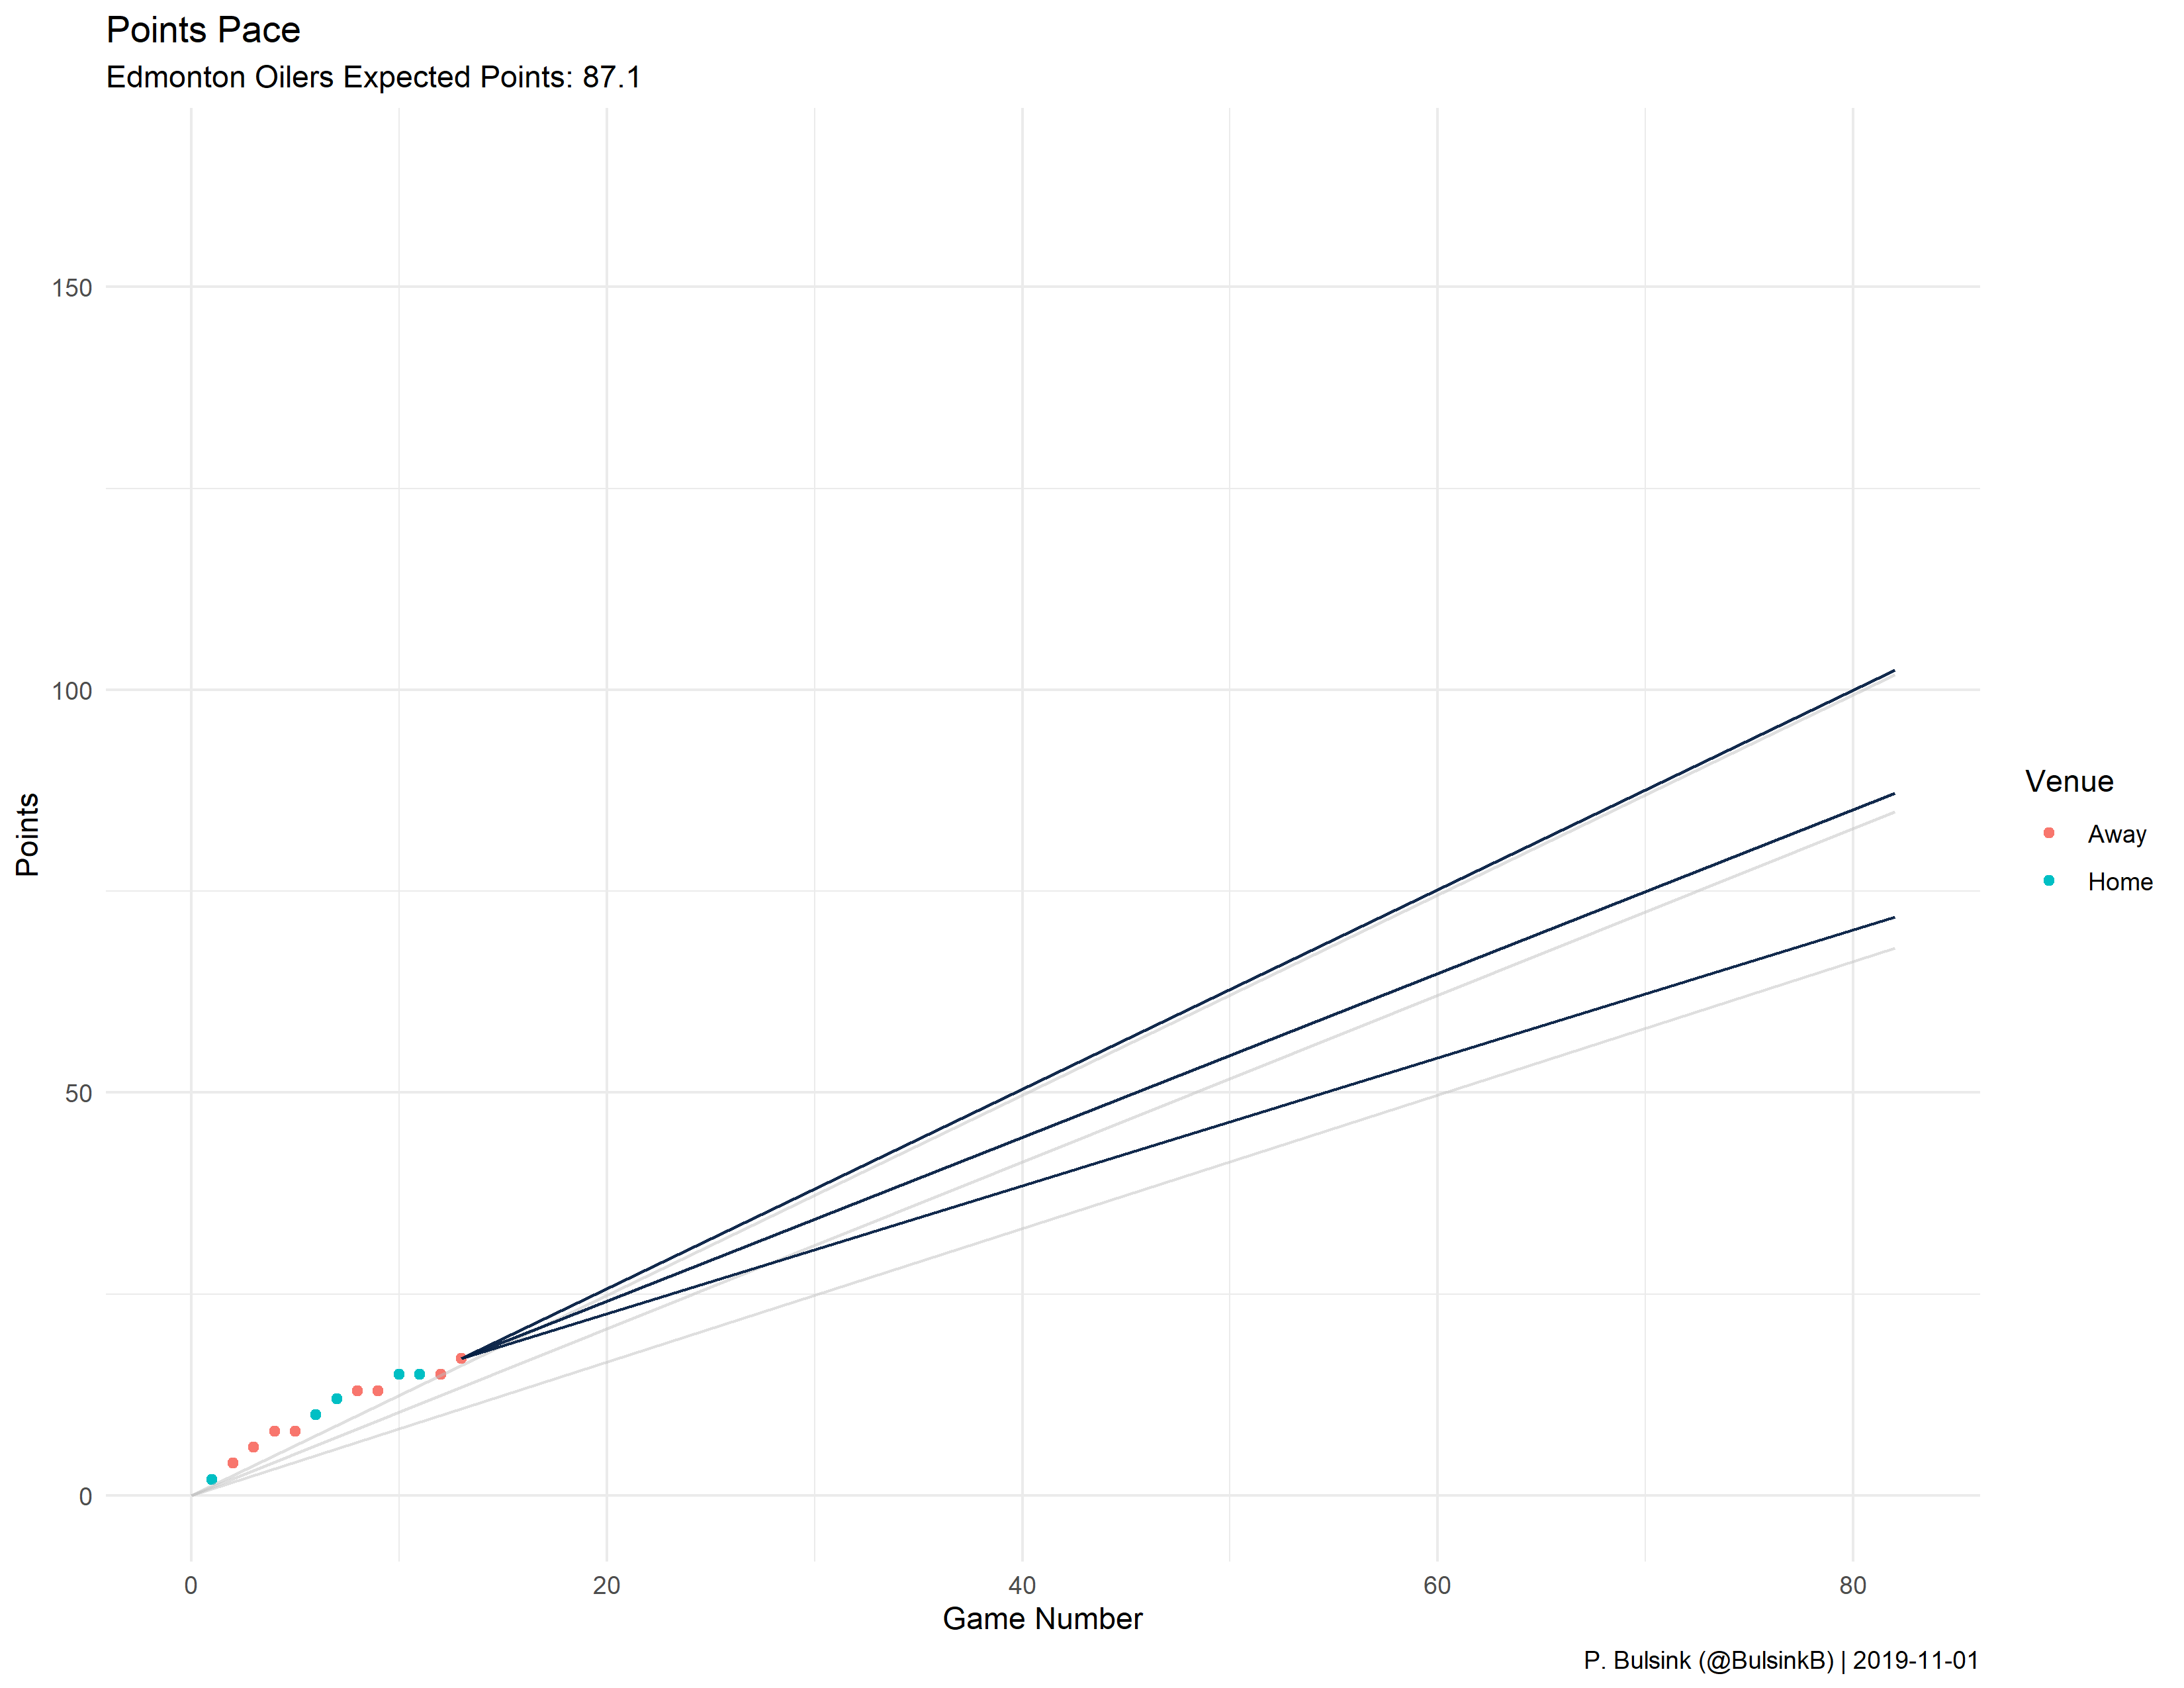 Points Pace
Edmonton Oilers Expected Points: 87.1
150
100
50
0
Points
0 20 40 60 80
Game Number
Venue
Away
Home
P. Bulsink (@BulsinkB) | 2019-11-01